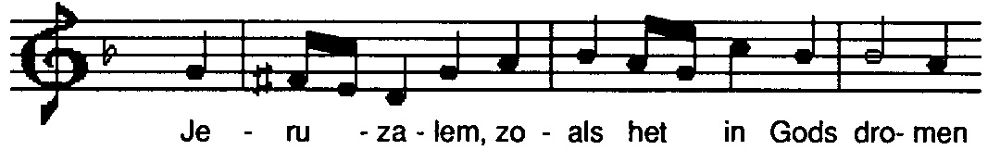 Je - ru - za - lem, zo - als het in Gods dro- men